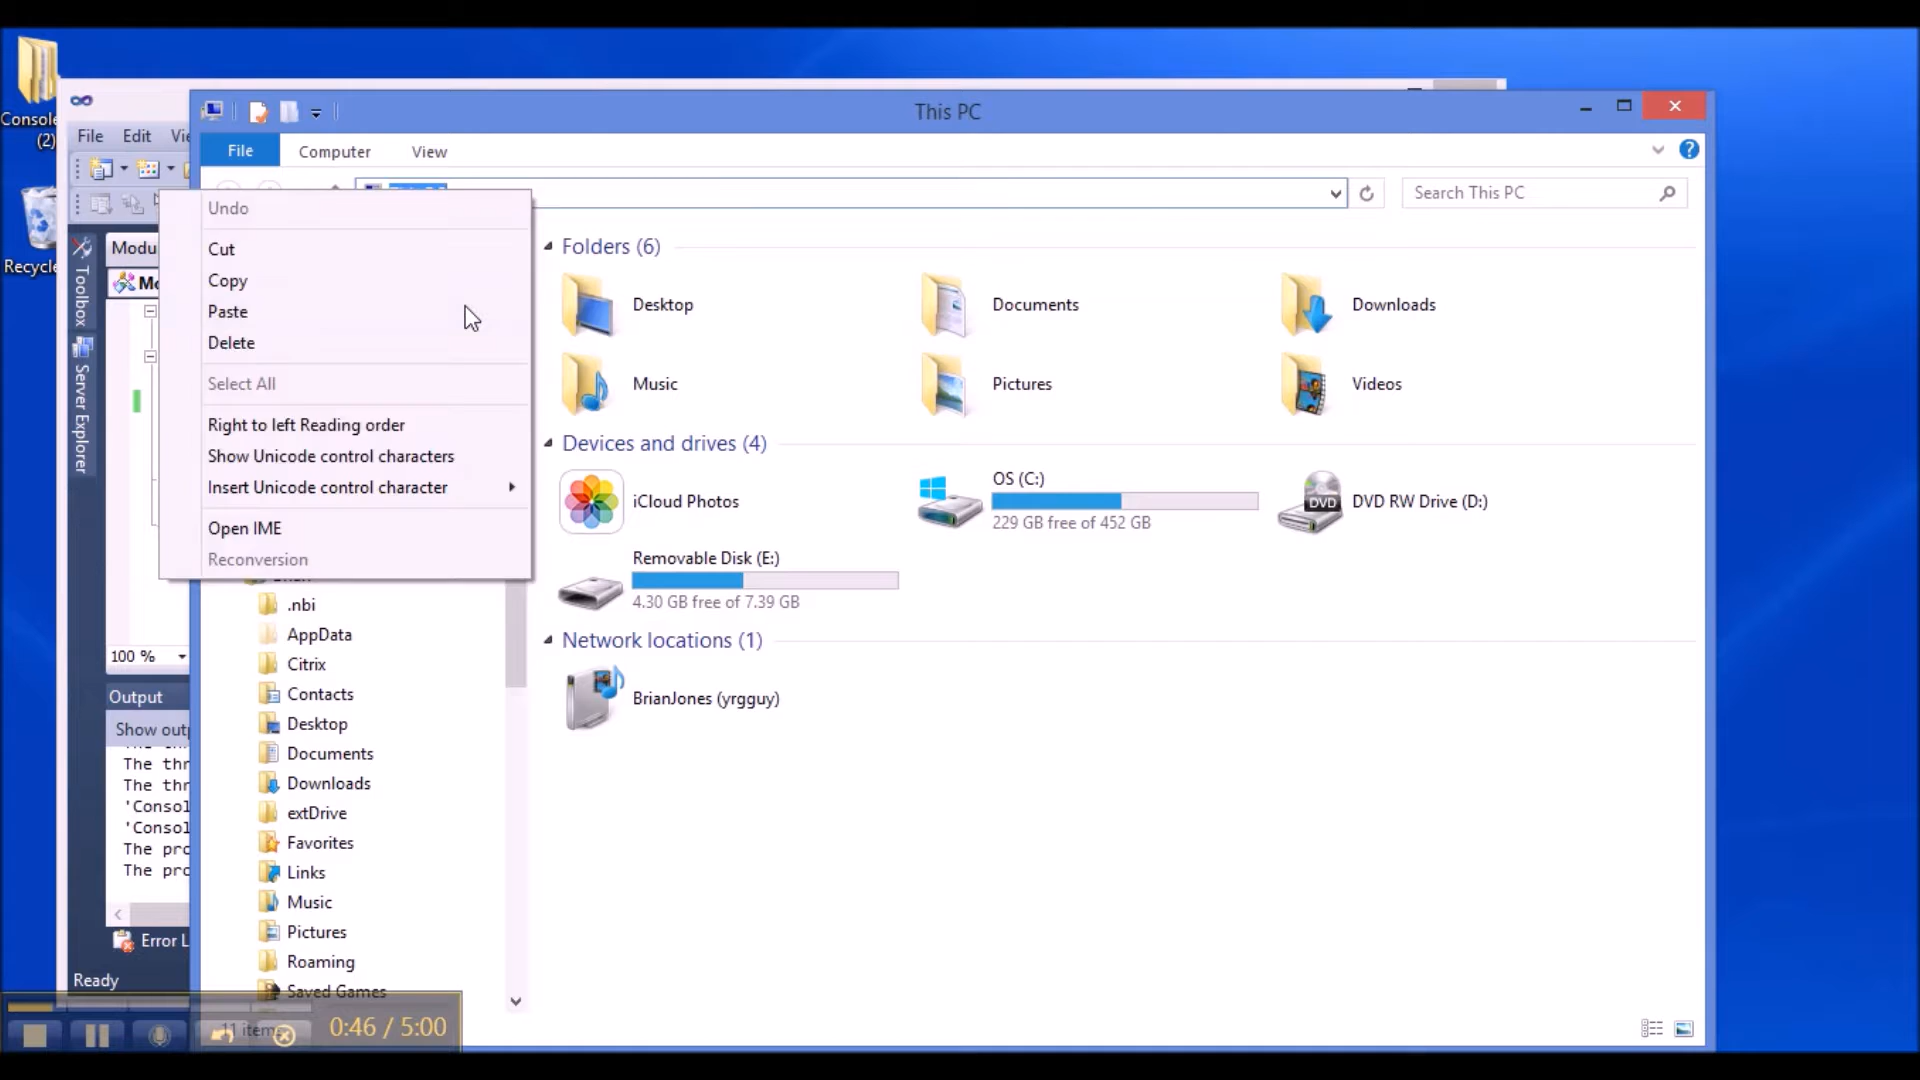 Console
(2)
Recycle
File Edit Vie
Modu
Mo
Toolbox
Server Explorer
100 %
Output
Show outp
The thr
The thr
'Consol
'Consol
The pro
The pro
Error L
Ready
This PC
File Computer View
Search This PC
Undo
Cut
Copy
Paste
Delete
Select All
Right to left Reading order
Show Unicode control characters
Insert Unicode control character
Open IME
Reconversion
.nbi
AppData
Citrix
Contacts
Desktop
Documents
Downloads
extDrive
Favorites
Links
Music
Pictures
Roaming
Saved Games
11 items
Folders (6)
Desktop
Documents
Downloads
Music
Pictures
Videos
Devices and drives (4)
iCloud Photos
OS (C:)
229 GB free of 452 GB
DVD
DVD RW Drive (D:)
Removable Disk (E:)
4.30 GB free of 7.39 GB
Network locations (1)
BrianJones (yrgguy)
0:46 / 5:00